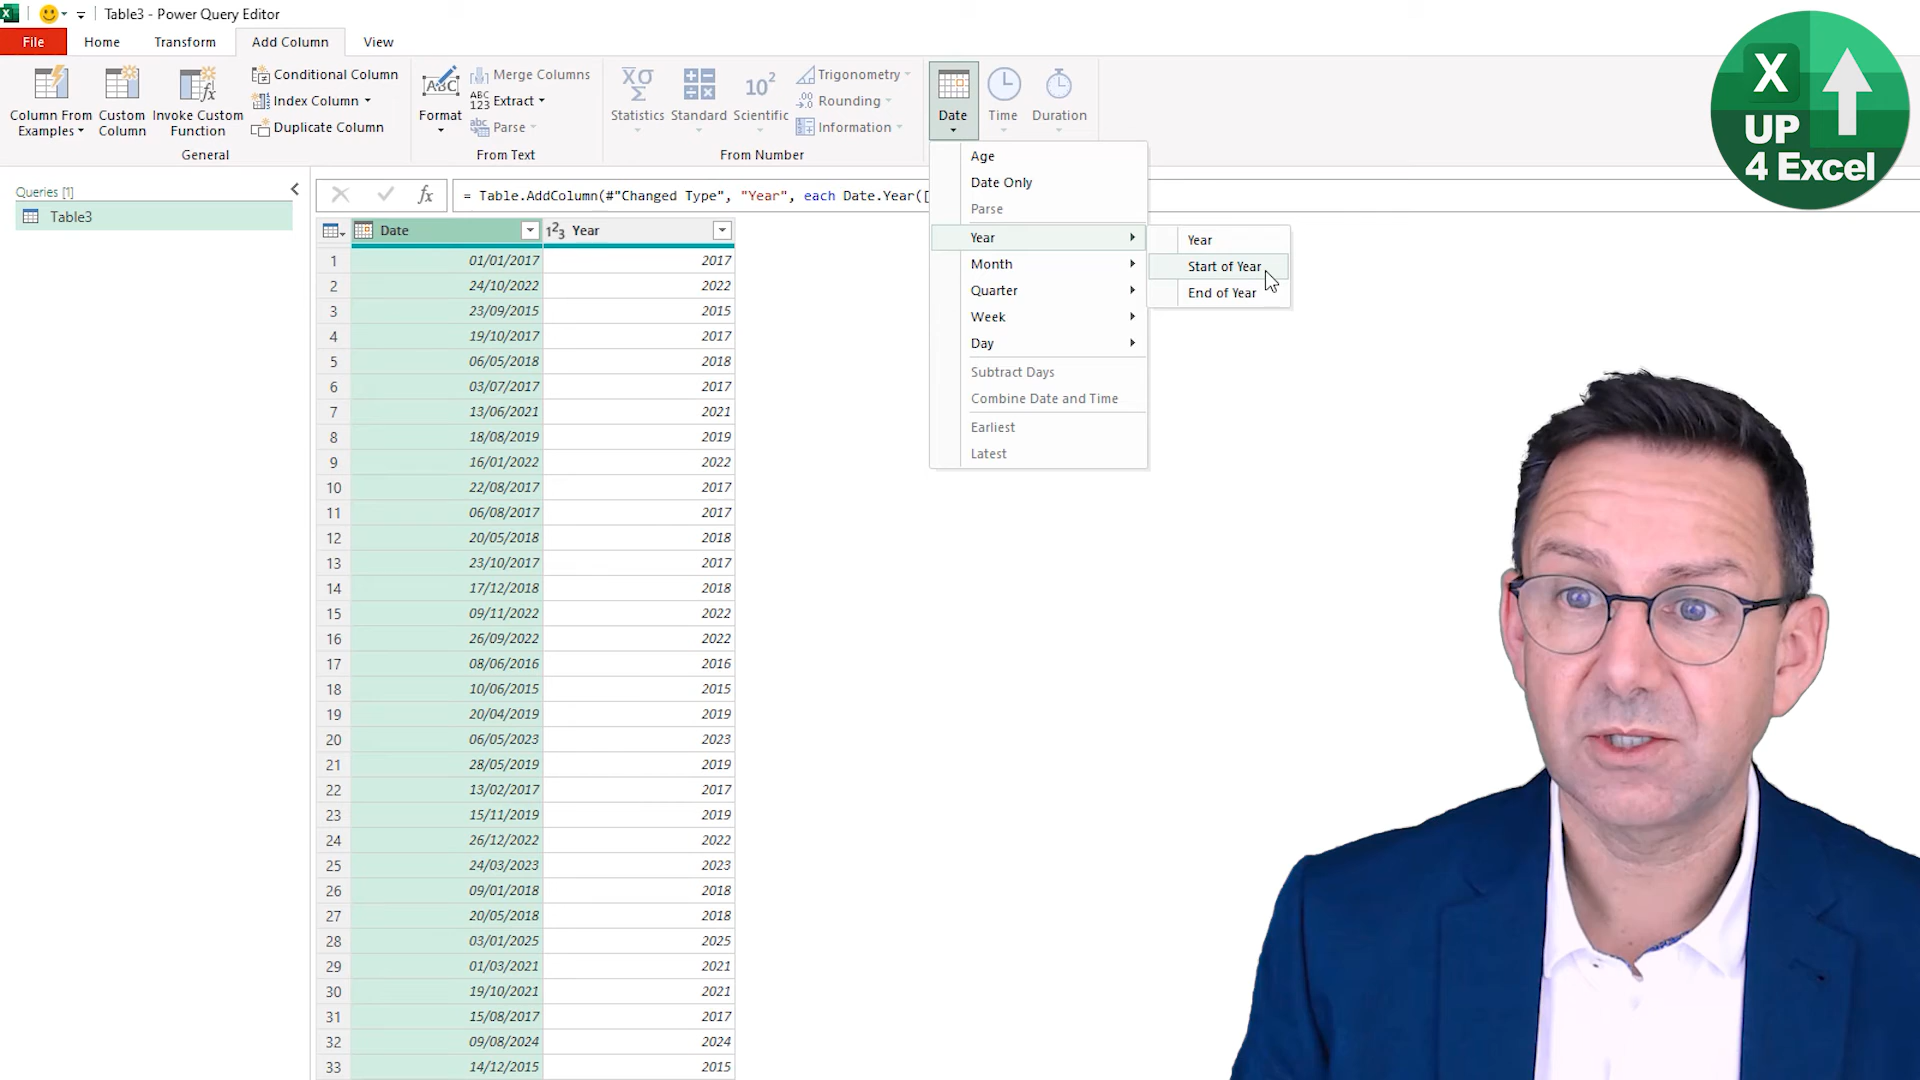 Table3 - Power Query Editor
File
Home
Transform
Add Column
View
Column From Examples
Custom Column
Invoke Custom Function
Conditional Column
Index Column
Duplicate Column
General
Format
Merge Columns
Extract
Parse
From Text
Statistics
Standard
Scientific
Trigonometry
Rounding
Information
From Number
Date
Time
Duration
X
UP
4 Excel
Queries [1]
Table3
fx
= Table.AddColumn(#"Changed Type", "Year", each Date.Year([
Age
Date Only
Parse
Year
Month
Quarter
Week
Day
Subtract Days
Combine Date and Time
Earliest
Latest
Year
Start of Year
End of Year
Date
Year
1 01/01/2017 2017
2 24/10/2022 2022
3 23/09/2015 2015
4 19/10/2017 2017
5 06/05/2018 2018
6 03/07/2017 2017
7 13/06/2021 2021
8 18/08/2019 2019
9 16/01/2022 2022
10 22/08/2017 2017
11 06/08/2017 2017
12 20/05/2018 2018
13 23/10/2017 2017
14 17/12/2018 2018
15 09/11/2022 2022
16 26/09/2022 2022
17 08/06/2016 2016
18 10/06/2015 2015
19 20/04/2019 2019
20 06/05/2023 2023
21 28/05/2019 2019
22 13/02/2017 2017
23 15/11/2019 2019
24 26/12/2022 2022
25 24/03/2023 2023
26 09/01/2018 2018
27 20/05/2018 2018
28 03/01/2025 2025
29 01/03/2021 2021
30 19/10/2021 2021
31 15/08/2017 2017
32 09/08/2024 2024
33 14/12/2015 2015